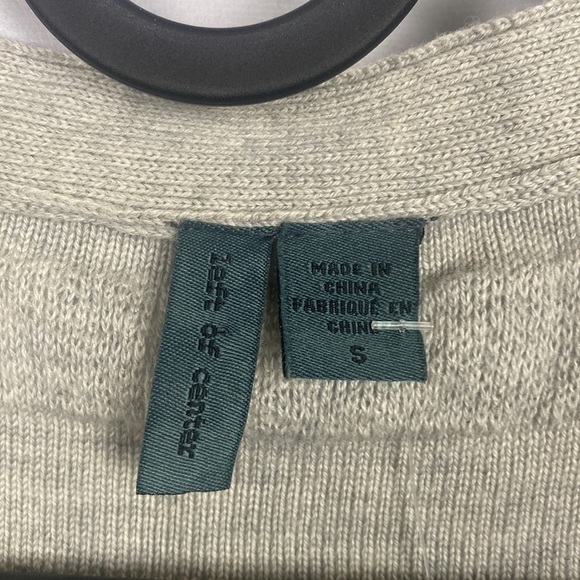 left of center
MADE IN
CHINA
FABRIQUÉ EN
CHINE
S